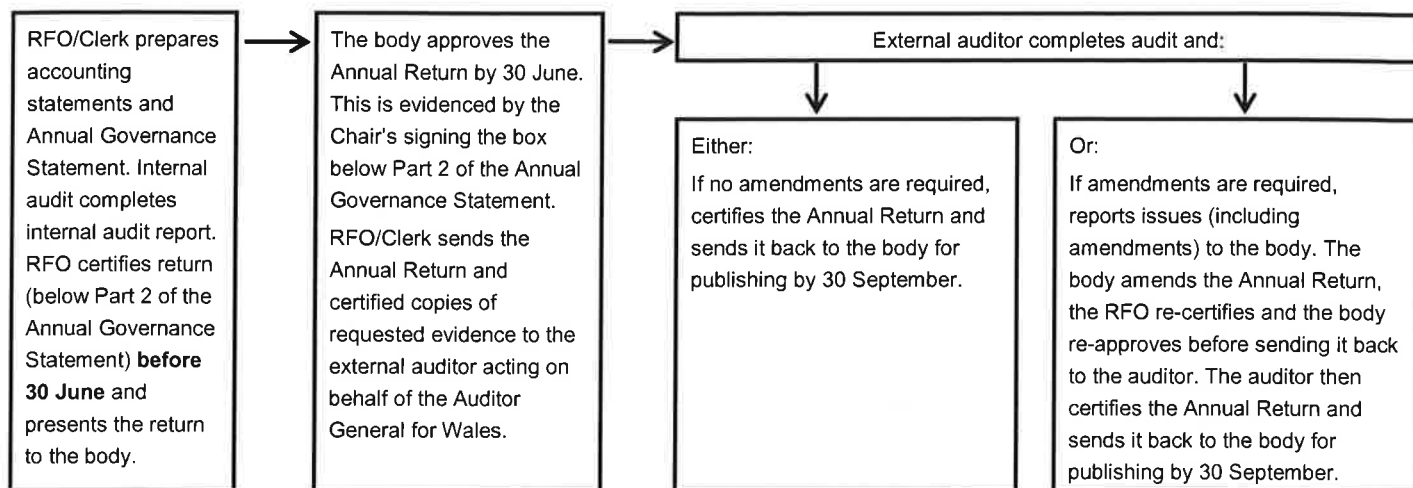 RFO/Clerk prepares
accounting
statements and
Annual Governance
Statement. Internal
audit completes
internal audit report.
RFO certifies return
(below Part 2 of the
Annual Governance
Statement) before
30 June and
presents the return
to the body.
The body approves the
Annual Return by 30 June.
This is evidenced by the
Chair's signing the box
below Part 2 of the Annual
Governance Statement.
RFO/Clerk sends the
Annual Return and
certified copies of
requested evidence to the
external auditor acting on
behalf of the Auditor
General for Wales.
External auditor completes audit and:
Either:
If no amendments are required,
certifies the Annual Return and
sends it back to the body for
publishing by 30 September.
Or:
If amendments are required,
reports issues (including
amendments) to the body. The
body amends the Annual Return,
the RFO re-certifies and the body
re-approves before sending it back
to the auditor. The auditor then
certifies the Annual Return and
sends it back to the body for
publishing by 30 September.